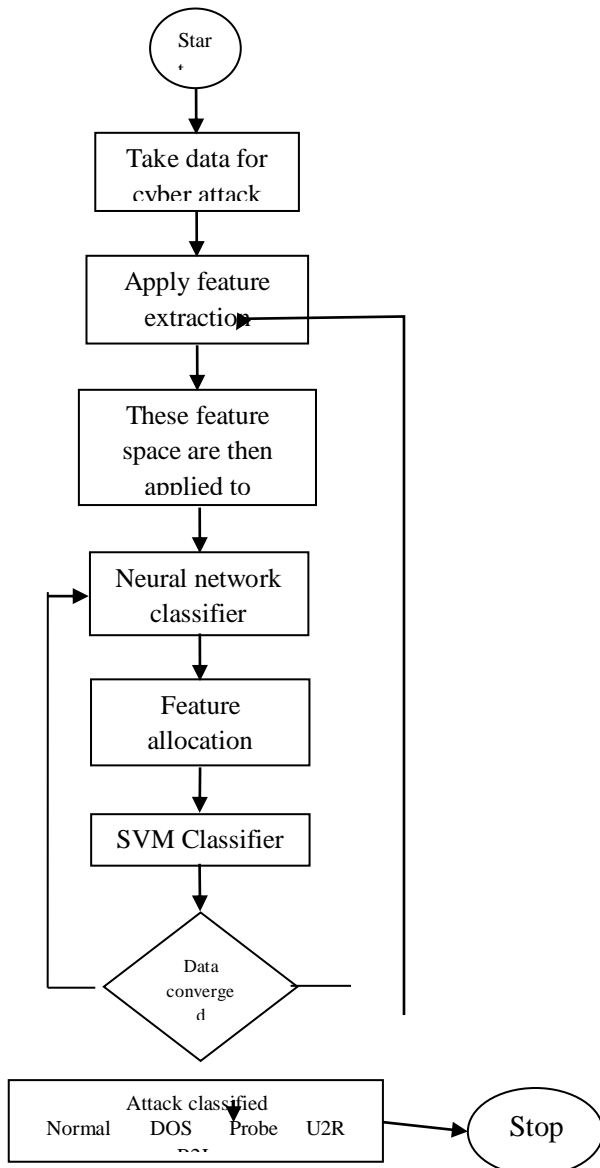 Star
t
Take data for
cyber attack
Apply feature
extraction
These feature
space are then
applied to
Neural network
classifier
Feature
allocation
SVM Classifier
Data
converge
d
Attack classified
Normal DOS Probe U2R
R2L
Stop